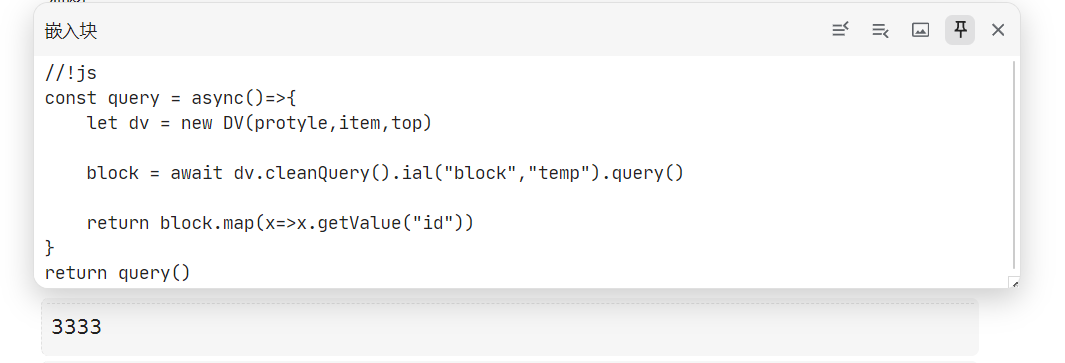 嵌入块
//!js
const query = async()=>{
    let dv = new DV(protyle,item,top)
    block = await dv.cleanQuery().ial("block","temp").query()
    return block.map(x=>x.getValue("id"))
}
return query()
3333